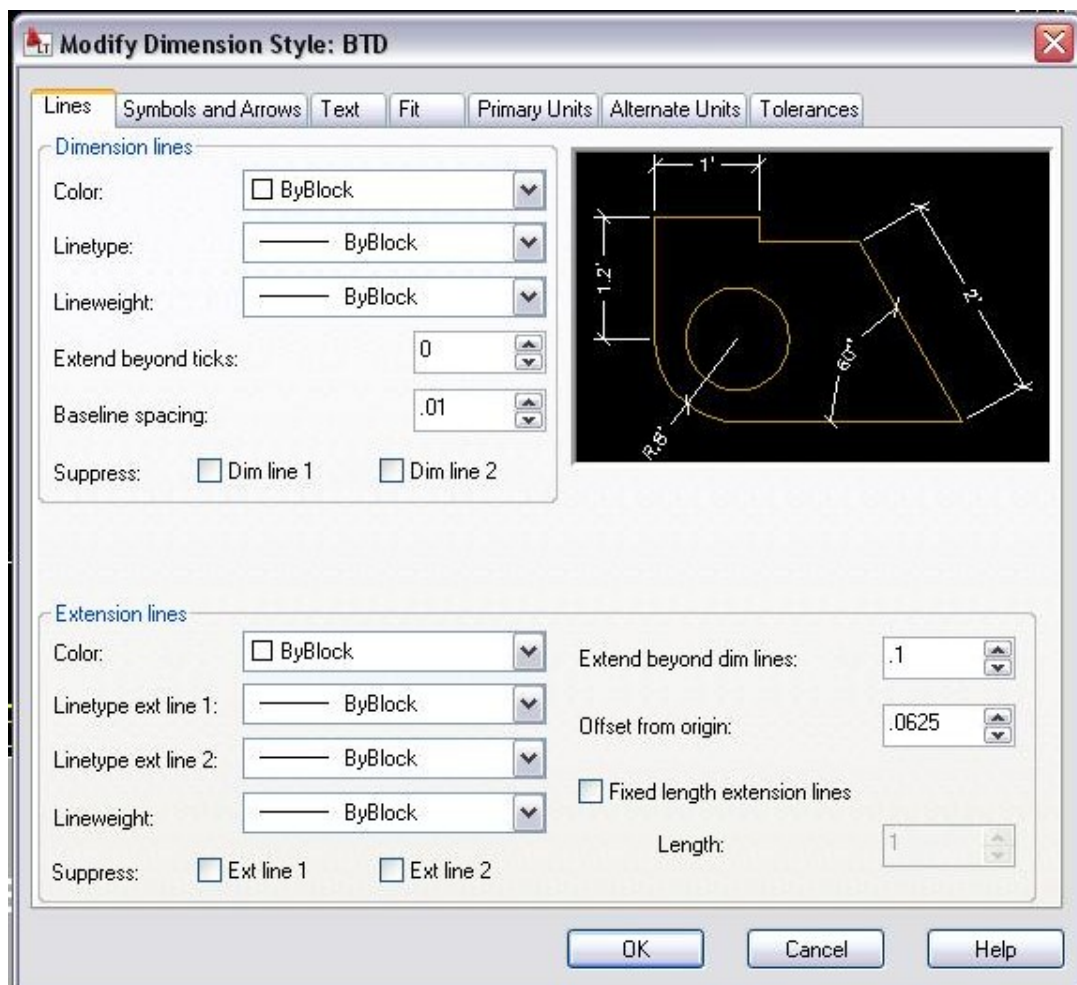 LT Modify Dimension Style: BTD
Lines Symbols and Arrows Text Fit Primary Units Alternate Units Tolerances
Dimension lines
Color: ByBlock
Linetype: ByBlock
Lineweight: ByBlock
Extend beyond ticks: 0
Baseline spacing: .01
Suppress: Dim line 1 Dim line 2
1'
1.2'
2'
60°
R.8'
Extension lines
Color: ByBlock
Linetype ext line 1: ByBlock
Linetype ext line 2: ByBlock
Lineweight: ByBlock
Suppress: Ext line 1 Ext line 2
Extend beyond dim lines: .1
Offset from origin: .0625
Fixed length extension lines
Length: 1
OK Cancel Help